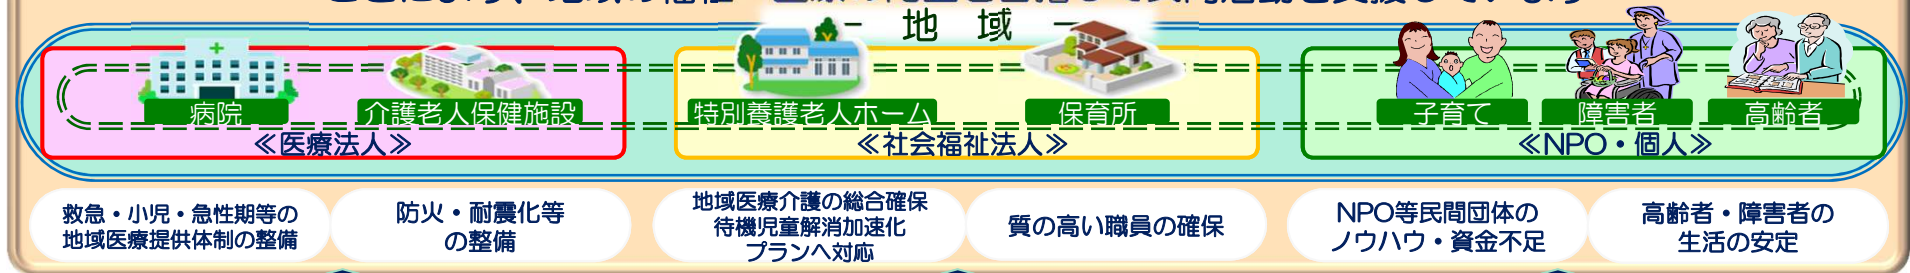 地域
病院
介護老人保健施設
特別養護老人ホーム
保育所
子育て
障害者
高齢者
≪医療法人≫
≪社会福祉法人≫
≪NPO・個人≫
救急・小児・急性期等の
地域医療提供体制の整備
防火・耐震化等
の整備
地域医療介護の総合確保
待機児童解消加速化
プランへ対応
質の高い職員の確保
NPO等民間団体の
ノウハウ・資金不足
高齢者・障害者の
生活の安定